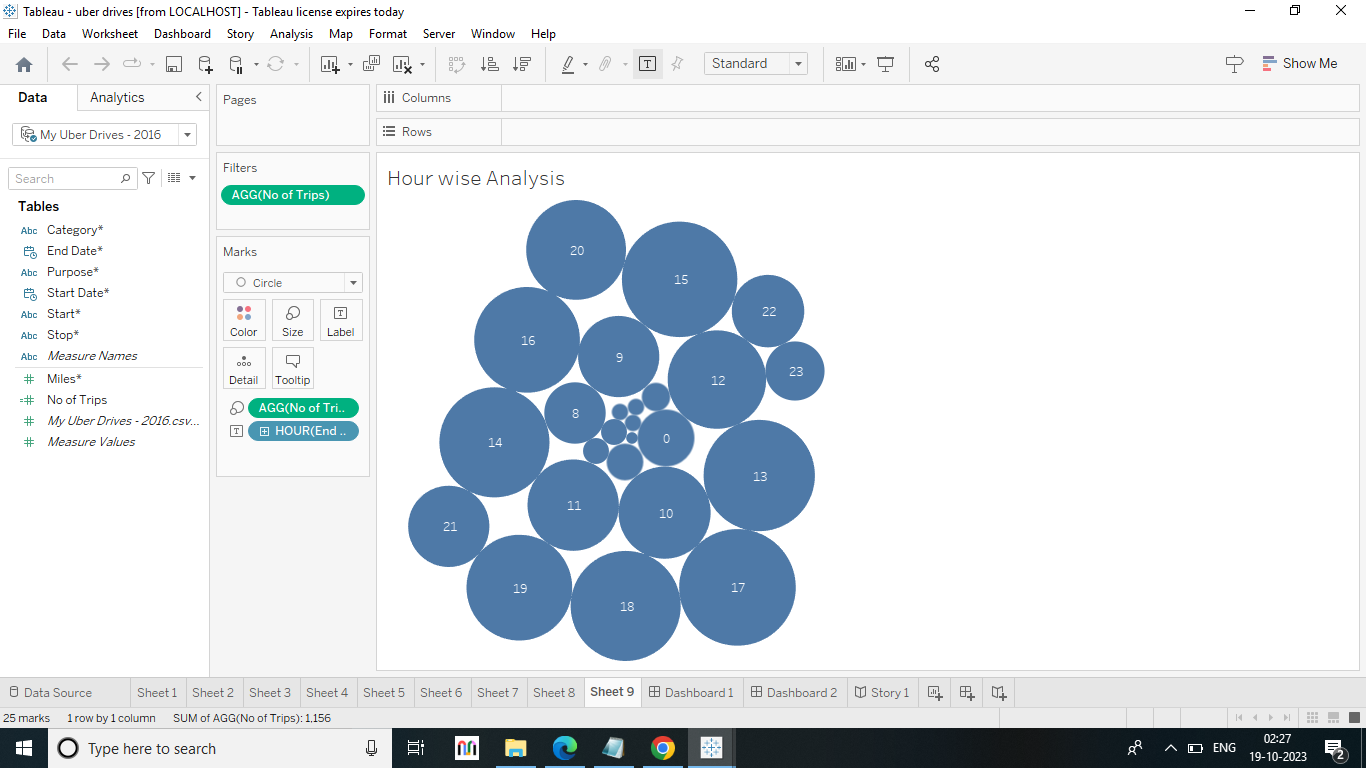 Tableau - uber drives [from LOCALHOST] - Tableau license expires today
File Data Worksheet Dashboard Story Analysis Map Format Server Window Help
Standard
Show Me
Data Analytics
My Uber Drives - 2016
Search
Tables
Abc Category*
End Date*
Abc Purpose*
Start Date*
Abc Start*
Abc Stop*
Abc Measure Names
# Miles*
=# No of Trips
# My Uber Drives - 2016.csv...
# Measure Values
Pages
Filters
AGG(No of Trips)
Marks
Circle
Color Size Label
Detail Tooltip
AGG(No of Tri..
HOUR(End ..
Columns
Rows
Hour wise Analysis
20
15
22
16
9
12
23
8
0
14
13
11
10
21
19
18
17
Data Source Sheet 1 Sheet 2 Sheet 3 Sheet 4 Sheet 5 Sheet 6 Sheet 7 Sheet 8 Sheet 9 Dashboard 1 Dashboard 2 Story 1
25 marks 1 row by 1 column SUM of AGG(No of Trips): 1,156
Type here to search
ENG
02:27
19-10-2023
2